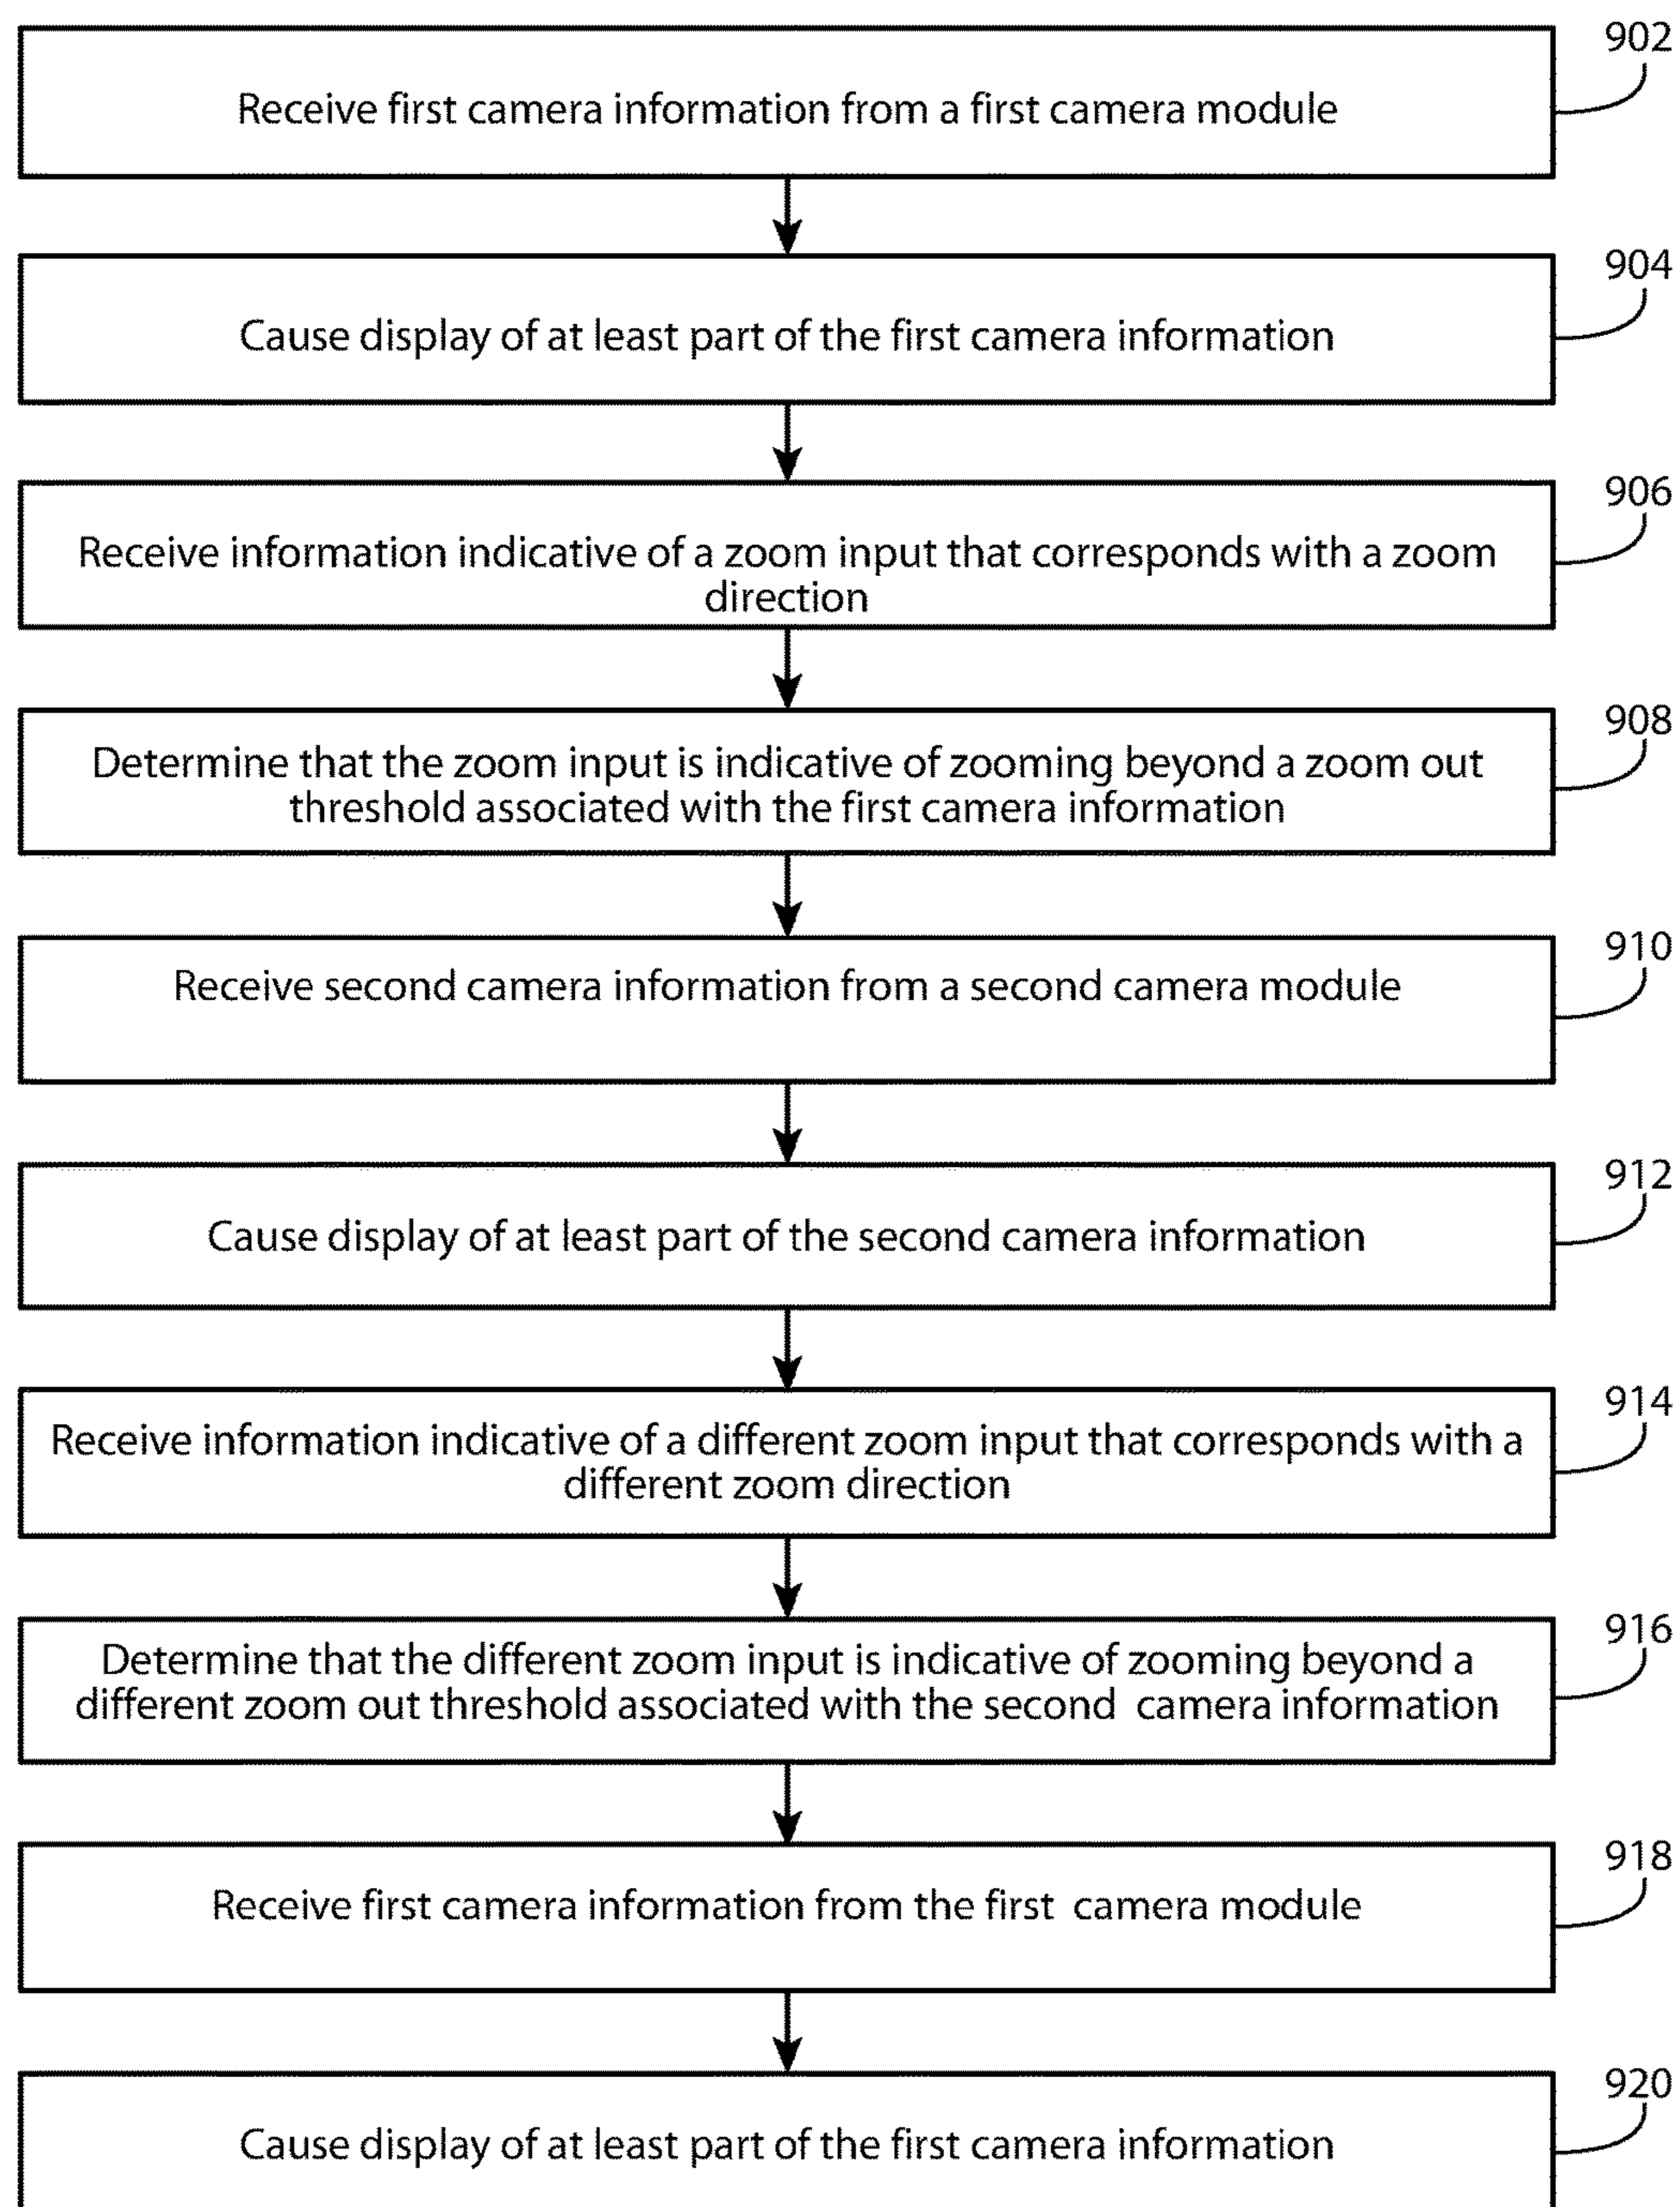 902
Receive first camera information from a first camera module
904
Cause display of at least part of the first camera information
906
Receive information indicative of a zoom input that corresponds with a zoom
direction
908
Determine that the zoom input is indicative of zooming beyond a zoom out
threshold associated with the first camera information
910
Receive second camera information from a second camera module
912
Cause display of at least part of the second camera information
914
Receive information indicative of a different zoom input that corresponds with a
different zoom direction
916
Determine that the different zoom input is indicative of zooming beyond a
different zoom out threshold associated with the second camera information
918
Receive first camera information from the first camera module
920
Cause display of at least part of the first camera information